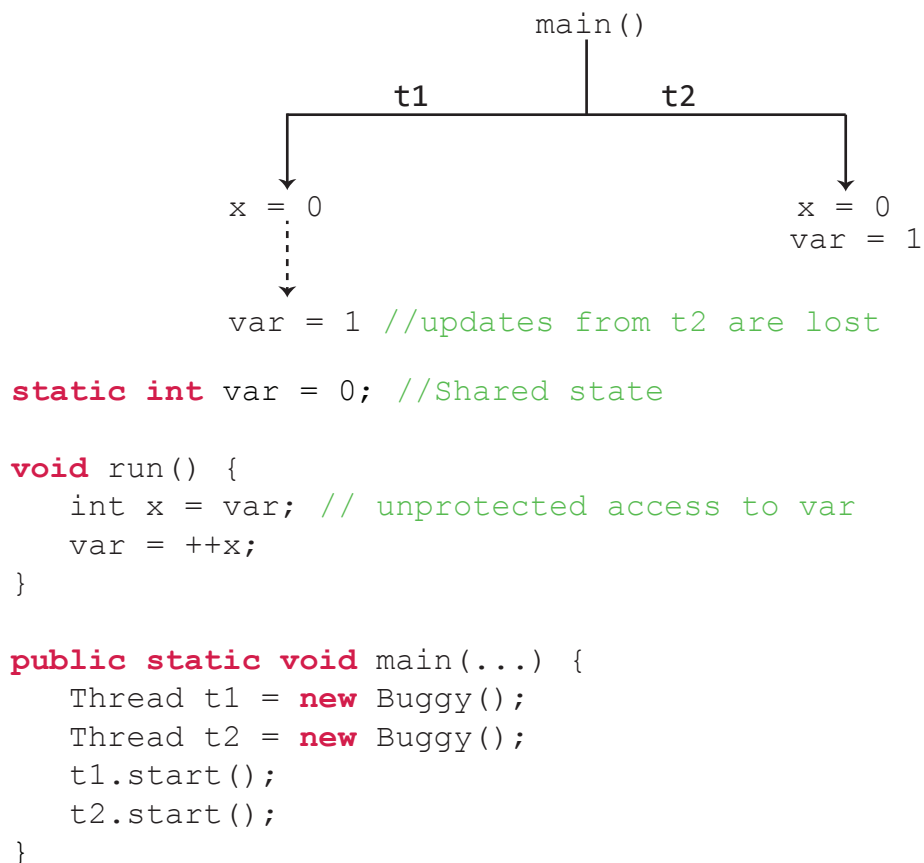 main()
t1 t2
x = 0 x = 0
var = 1
var = 1 //updates from t2 are lost
static int var = 0; //Shared state
void run() {
   int x = var; // unprotected access to var
   var = ++x;
}
public static void main(...) {
   Thread t1 = new Buggy();
   Thread t2 = new Buggy();
   t1.start();
   t2.start();
}